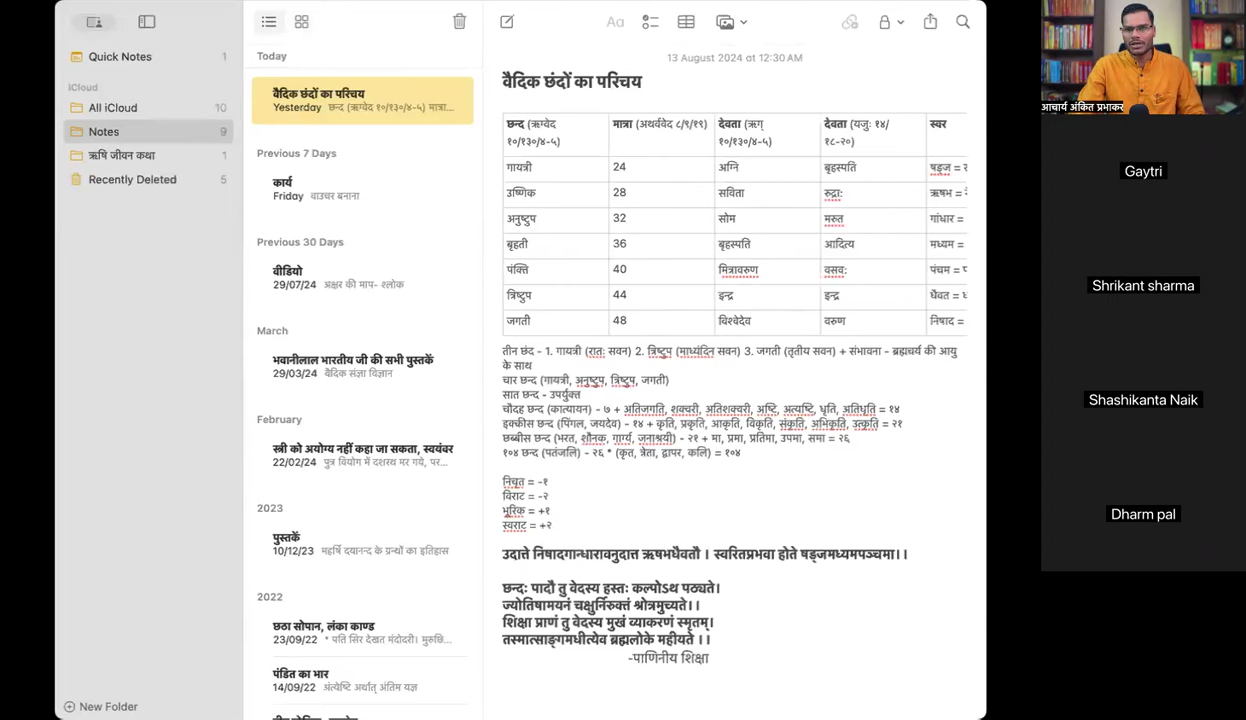 Quick Notes 1
iCloud
All iCloud 10
Notes 9
ऋषि जीवन कथा 1
Recently Deleted 5
New Folder
Today
वैदिक छंदों का परिचय
Yesterday छन्द (ऋग्वेद १०/१३०/४-५) मात्रा...
Previous 7 Days
कार्य
Friday वाउचर बनाना
Previous 30 Days
वीडियो
29/07/24 अक्षर की माप- श्लोक
March
भवानीलाल भारतीय जी की सभी पुस्तकें
29/03/24 वैदिक संज्ञा विज्ञान
February
स्त्री को अयोग्य नहीं कहा जा सकता, स्वयंवर
22/02/24 पुत्र वियोग में दशरथ मर गये, पर...
2023
पुस्तकें
10/12/23 महर्षि दयानन्द के ग्रन्थों का इतिहास
2022
छठा सोपान, लंका काण्ड
23/09/22 * पति सिर देखत मंदोदरी। मुरुछि...
पंडित का भार
14/09/22 अंत्येष्टि अर्थात् अंतिम यज्ञ
Aa
13 August 2024 at 12:30 AM
वैदिक छंदों का परिचय
छन्द (ऋग्वेद १०/१३०/४-५) मात्रा (अथर्ववेद ८/९/१९) देवता (ऋग् १०/१३०/४-५) देवता (यजुः १४/१८-२०) स्वर
गायत्री 24 अग्नि बृहस्पति षड्ज =
उष्णिक 28 सविता रुद्राः ऋषभ =
अनुष्टुप 32 सोम मरुत गांधार =
बृहती 36 बृहस्पति आदित्य मध्यम =
पंक्ति 40 मित्रावरुण वसवः पंचम =
त्रिष्टुप 44 इन्द्र इन्द्र धैवत =
जगती 48 विश्वेदेव वरुण निषाद =
तीन छंद - 1. गायत्री (रातः सवन) 2. त्रिष्टुप (माध्यंदिन सवन) 3. जगती (तृतीय सवन) + संभावना - ब्रह्मचर्य की आयु
के साथ
चार छन्द (गायत्री, अनुष्टुप, त्रिष्टुप, जगती)
सात छन्द - उपर्युक्त
चौदह छन्द (कात्यायन) - ७ + अतिजगति, शक्वरी, अतिशक्वरी, अष्टि, अत्यष्टि, धृति, अतिधृति = १४
इक्कीस छन्द (पिंगल, जयदेव) - १४ + कृति, प्रकृति, आकृति, विकृति, संकृति, अभिकृति, उत्कृति = २१
छब्बीस छन्द (भरत, शौनक, गार्ग्य, जनाश्रयी) - २१ + मा, प्रमा, प्रतिमा, उपमा, समा = २६
१०४ छन्द (पतंजलि) - २६ * (कृत, त्रेता, द्वापर, कलि) = १०४
निचृत = -१
विराट = -२
भूरिक = +१
स्वराट = +२
उदात्ते निषादगान्धारावनुदात्त ऋषभधैवतौ । स्वरितप्रभवा होते षड्जमध्यमपञ्चमा।।
छन्दः पादौ तु वेदस्य हस्तः कल्पोऽथ पठ्यते।
ज्योतिषामयनं चक्षुर्निरुक्तं श्रोत्रमुच्यते।।
शिक्षा प्राणं तु वेदस्य मुखं व्याकरणं स्मृतम्।
तस्मात्साङ्गमधीत्येव ब्रह्मलोके महीयते ।।
-पाणिनीय शिक्षा
आचार्य अंकित प्रभाकर
Gaytri
Shrikant sharma
Shashikanta Naik
Dharm pal